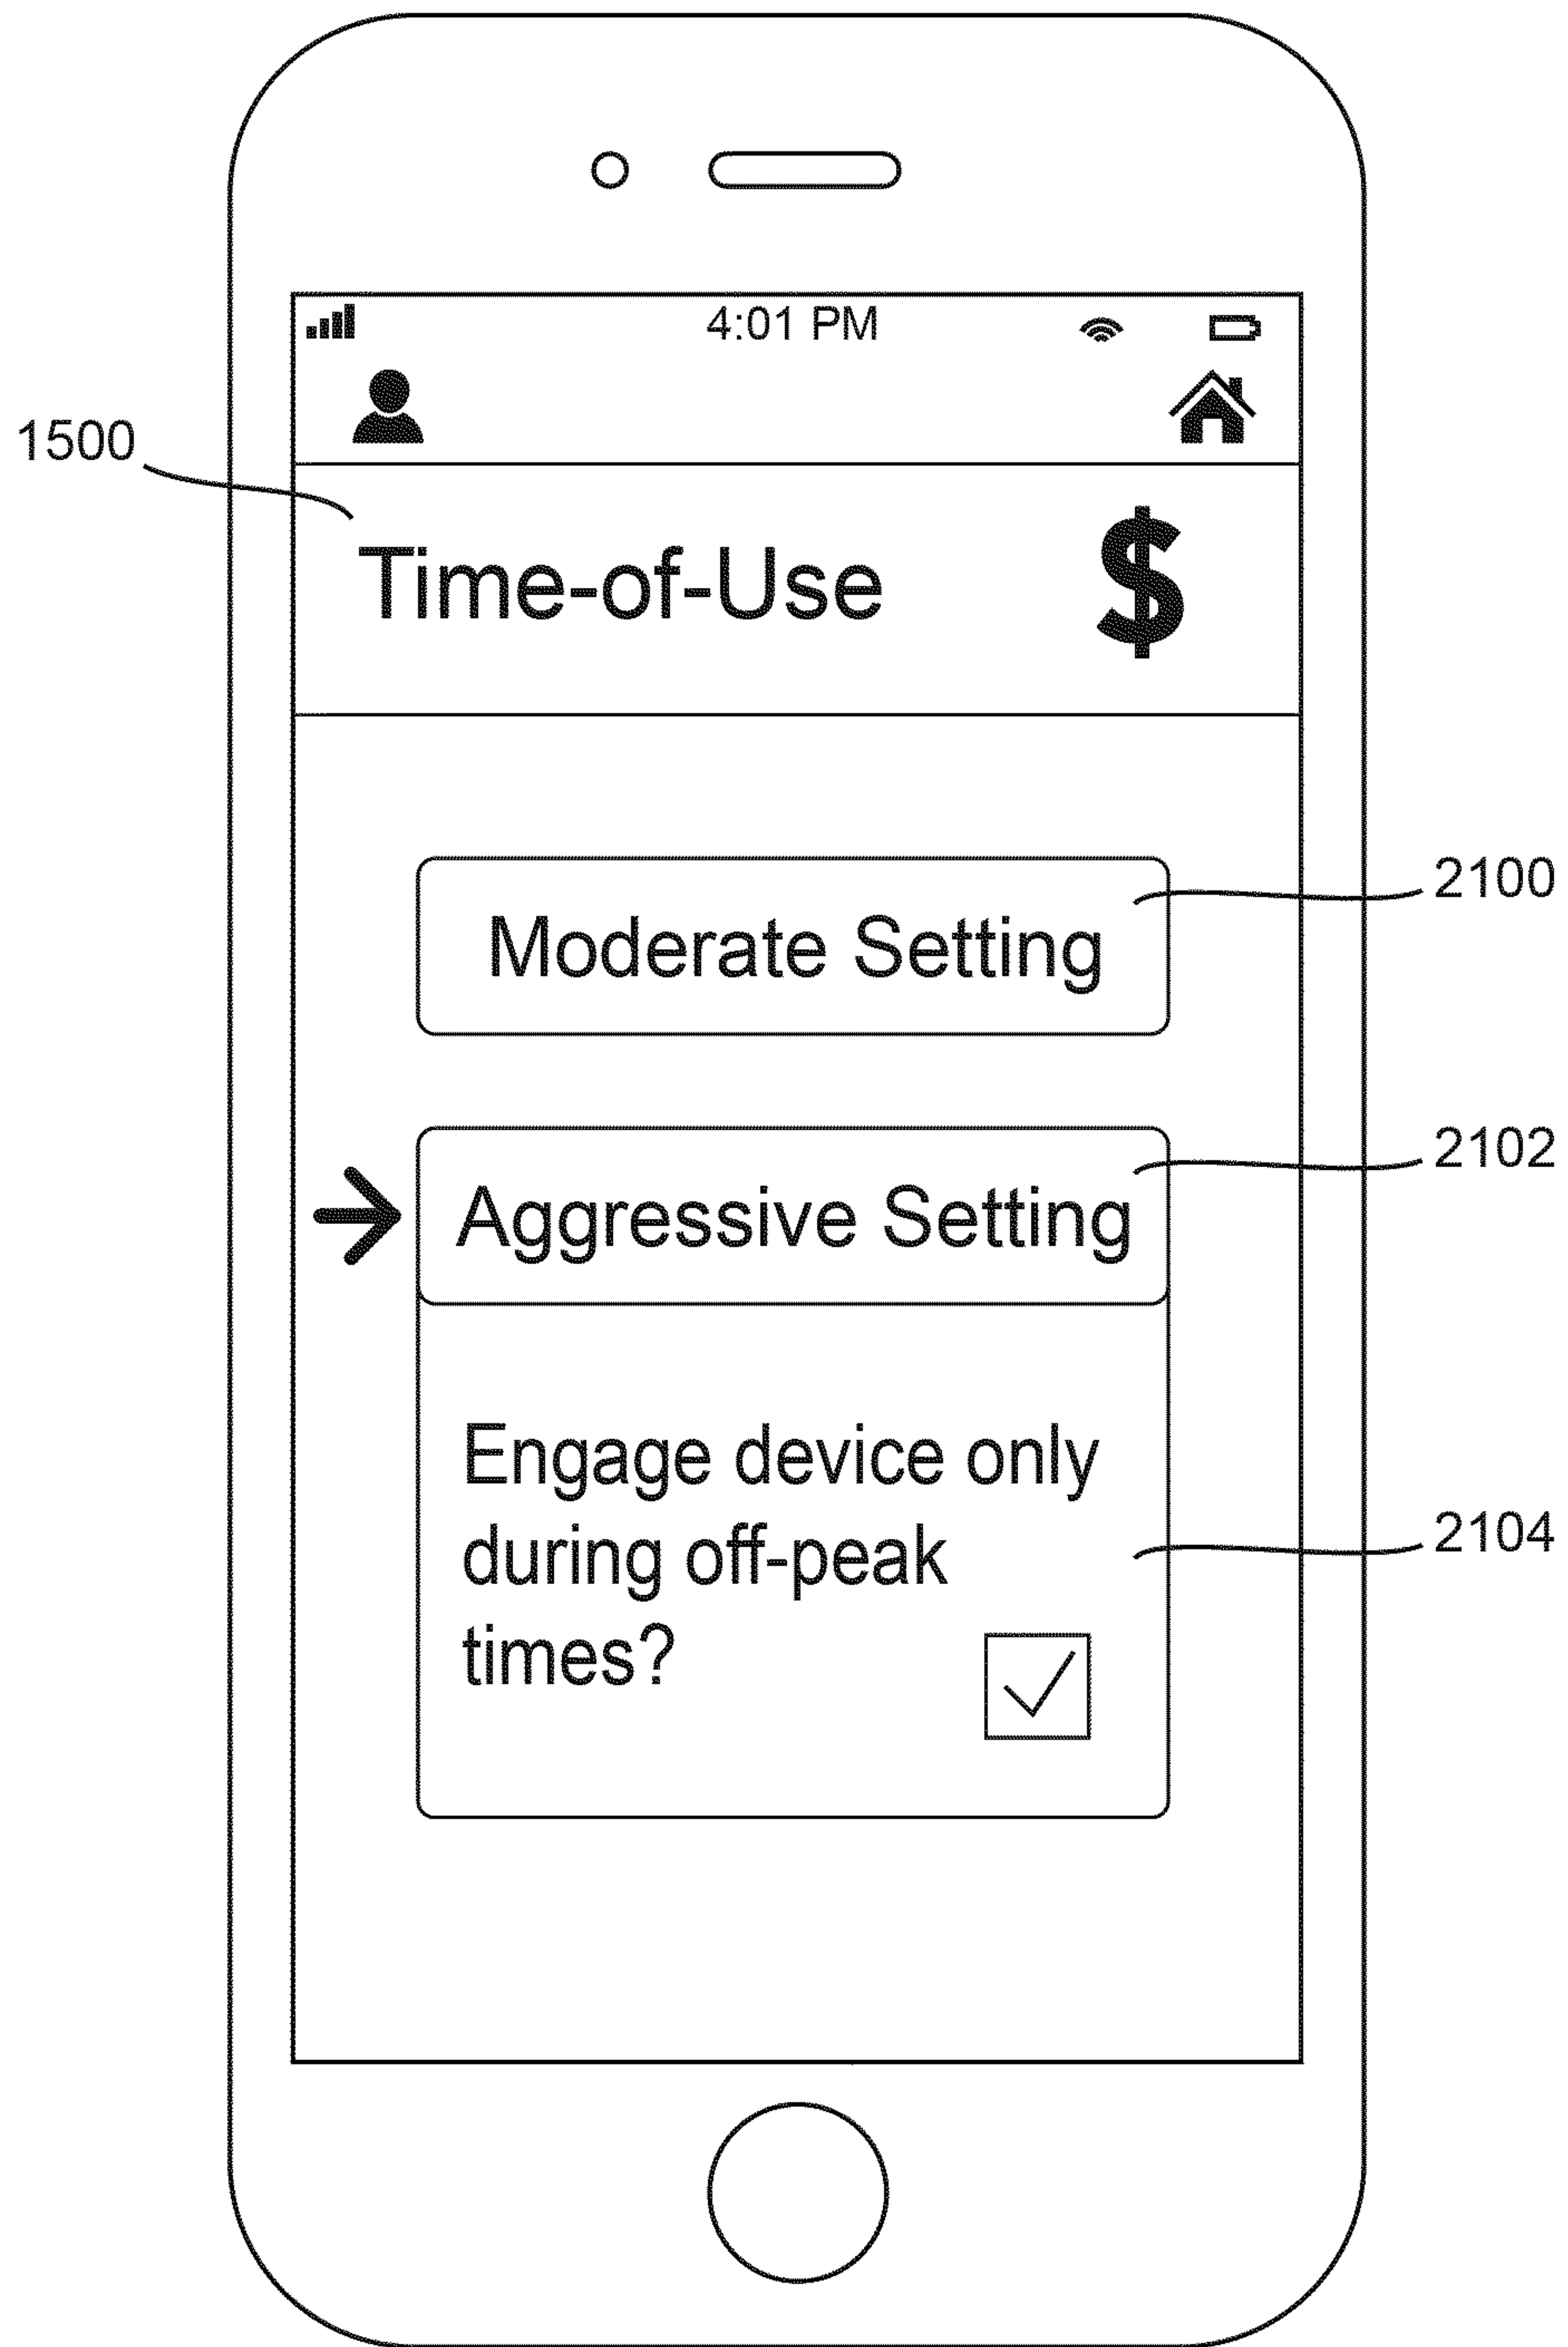 4:01 PM
1500
Time-of-Use $
Moderate Setting
2100
Aggressive Setting
2102
Engage device only
during off-peak
times?
2104